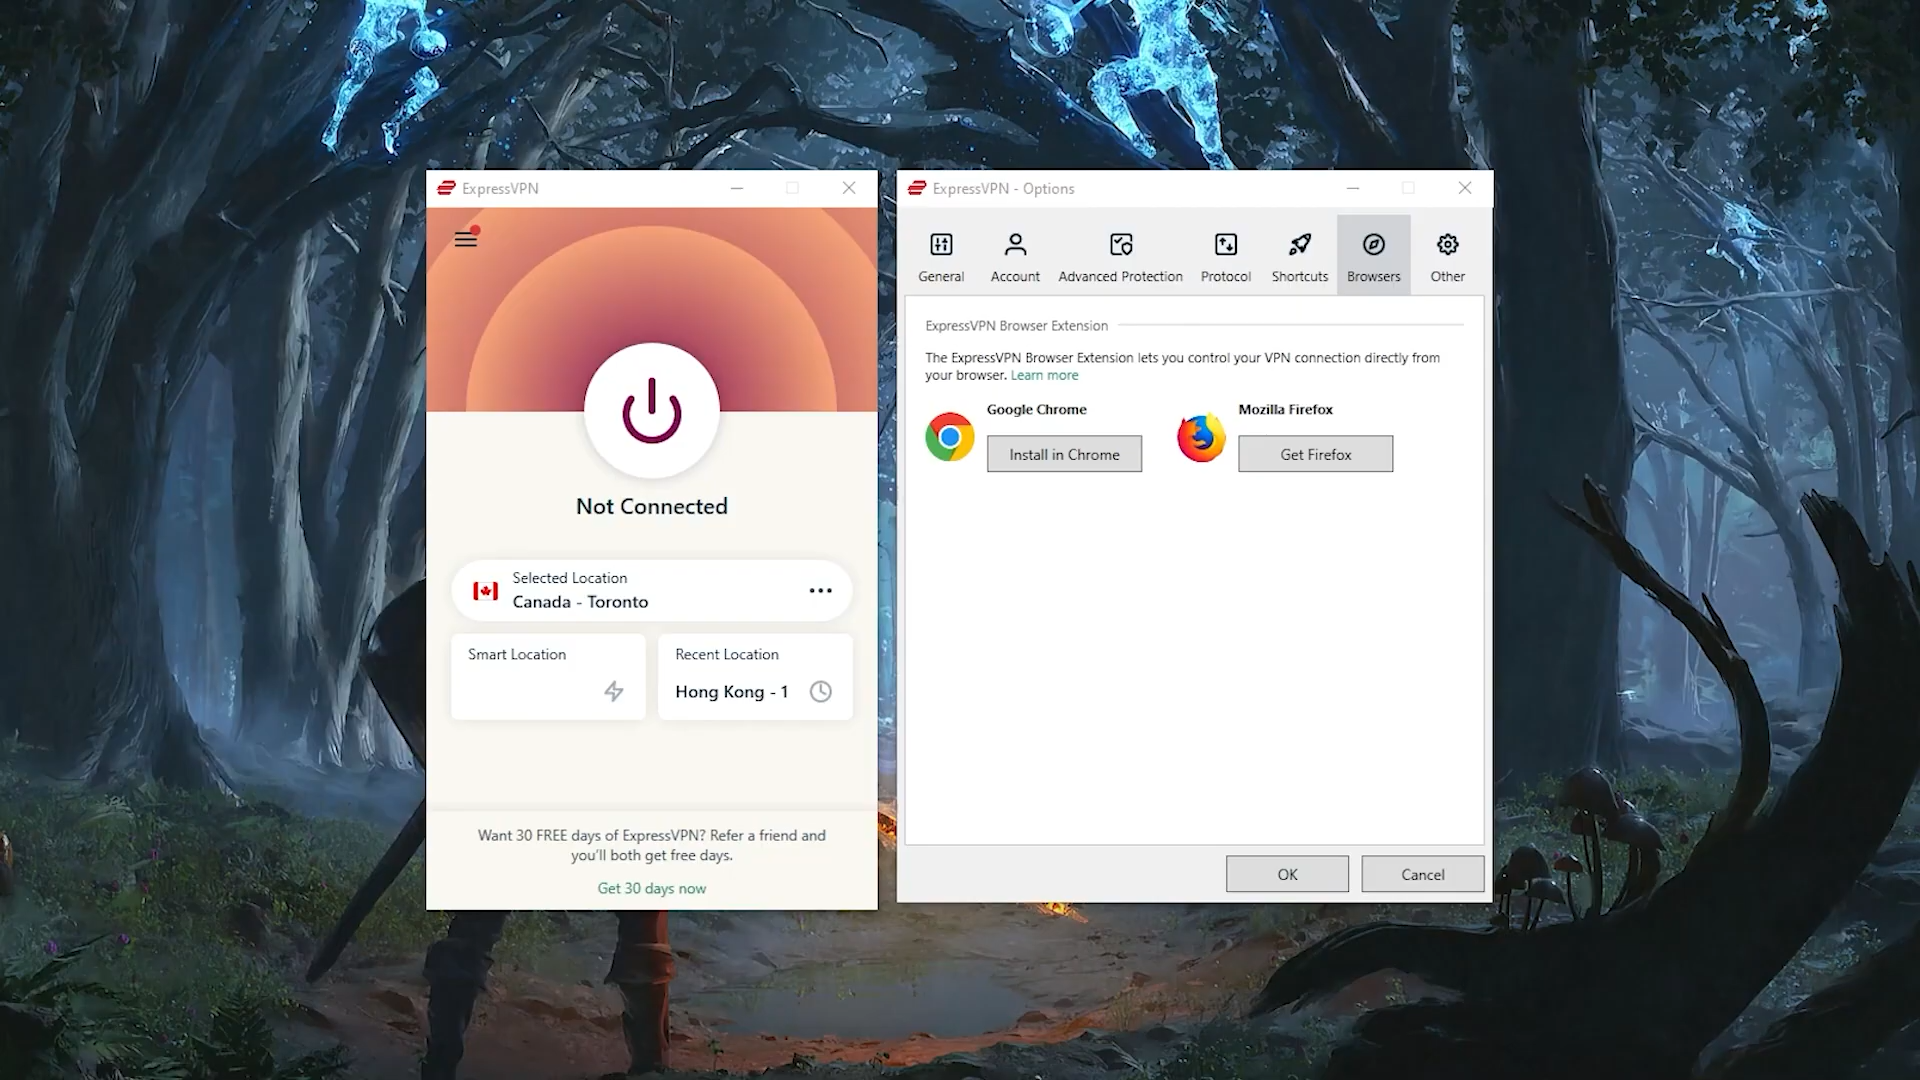 ExpressVPN
Not Connected
Selected Location
Canada - Toronto
Smart Location
Recent Location
Hong Kong - 1
Want 30 FREE days of ExpressVPN? Refer a friend and
you'll both get free days.
Get 30 days now
ExpressVPN - Options
General
Account
Advanced Protection
Protocol
Shortcuts
Browsers
Other
ExpressVPN Browser Extension
The ExpressVPN Browser Extension lets you control your VPN connection directly from
your browser. Learn more
Google Chrome
Install in Chrome
Mozilla Firefox
Get Firefox
OK
Cancel